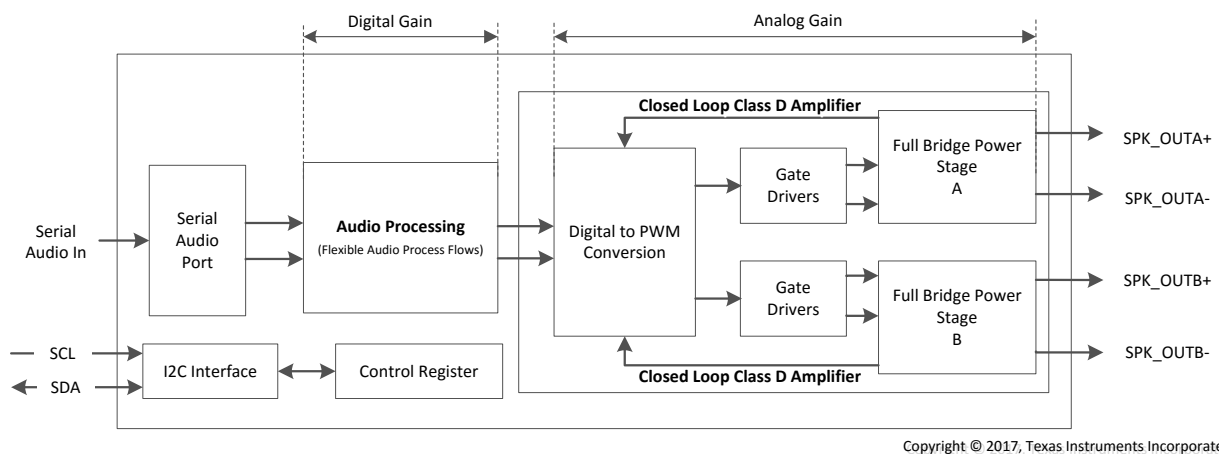 Digital Gain
Analog Gain
Closed Loop Class D Amplifier
Full Bridge Power
Stage
A
SPK_OUTA+
SPK_OUTA-
Gate
Drivers
Serial
Audio In
Serial
Audio
Port
Audio Processing
(Flexible Audio Process Flows)
Digital to PWM
Conversion
Gate
Drivers
Full Bridge Power
Stage
B
SPK_OUTB+
SPK_OUTB-
SCL
SDA
I2C Interface
Control Register
Closed Loop Class D Amplifier
Copyright © 2017, Texas Instruments Incorporate